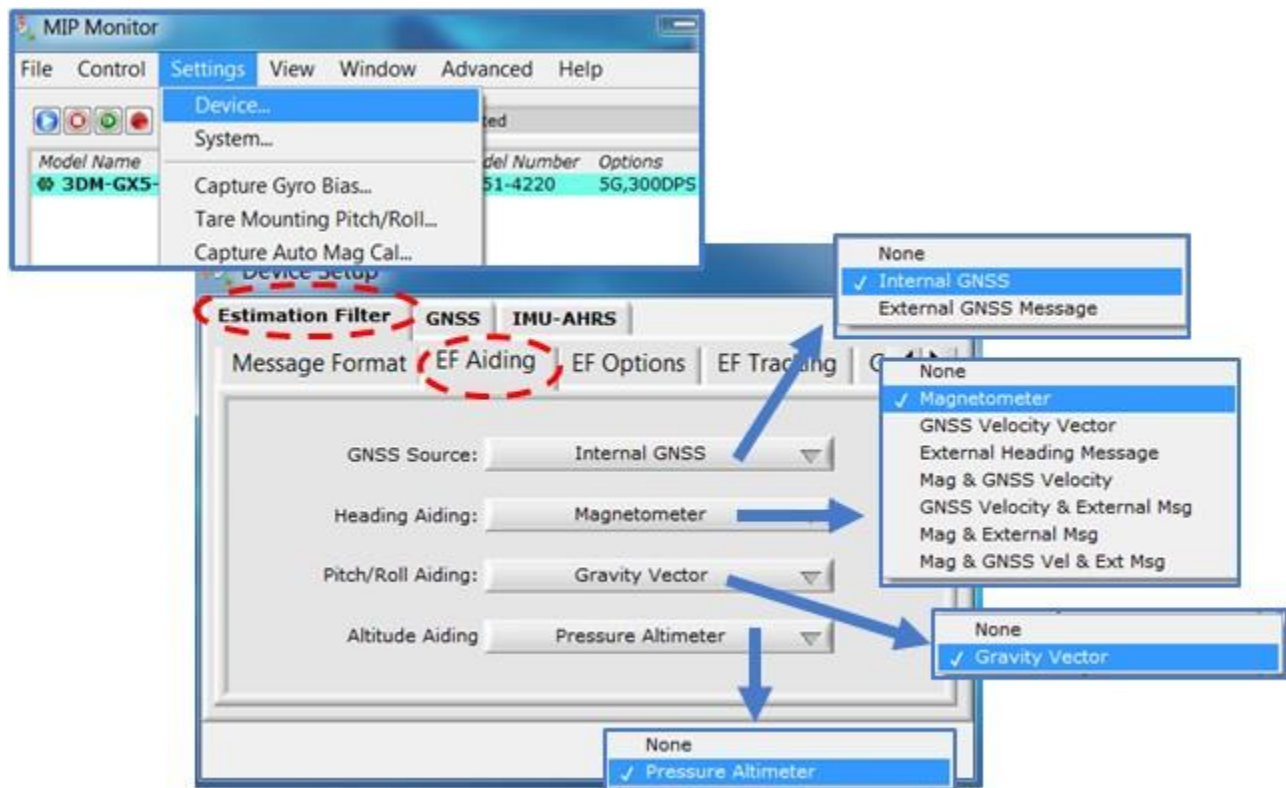 MIP Monitor
File Control Settings View Window Advanced Help
Device...
System...
Model Name Number Options
3DM-GX5- 51-4220 5G,300DPS
Capture Gyro Bias...
Tare Mounting Pitch/Roll...
Capture Auto Mag Cal...
Device Setup
Estimation Filter GNSS IMU-AHRS
Message Format EF Aiding EF Options EF Tracking
GNSS Source: Internal GNSS
Heading Aiding: Magnetometer
Pitch/Roll Aiding: Gravity Vector
Altitude Aiding Pressure Altimeter
None
Internal GNSS
External GNSS Message
None
Magnetometer
GNSS Velocity Vector
External Heading Message
Mag & GNSS Velocity
GNSS Velocity & External Msg
Mag & External Msg
Mag & GNSS Vel & Ext Msg
None
Gravity Vector
None
Pressure Altimeter